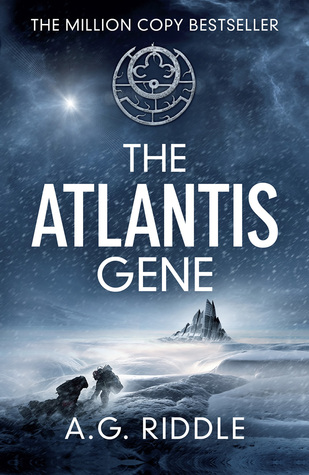 THE MILLION COPY BESTSELLER
THE
ATLANTIS
GENE
A.G. RIDDLE